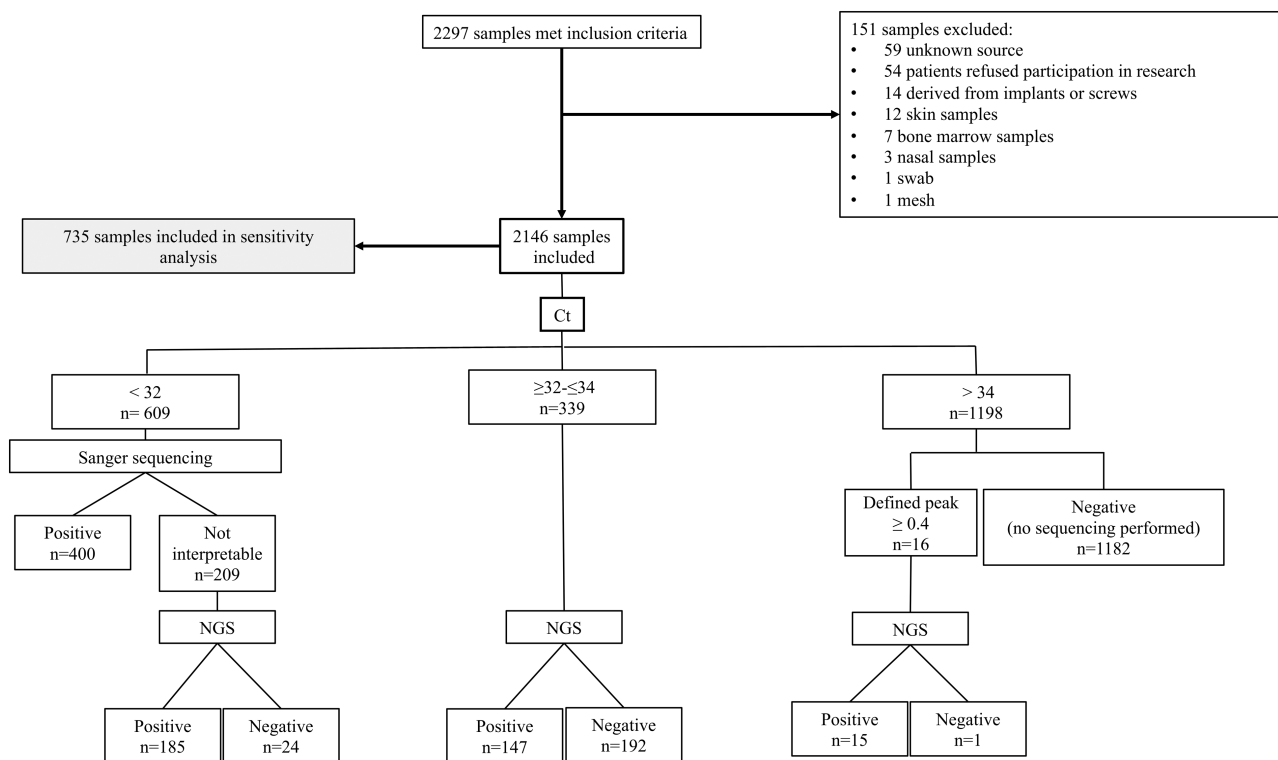 2297 samples met inclusion criteria
151 samples excluded:
• 59 unknown source
• 54 patients refused participation in research
• 14 derived from implants or screws
• 12 skin samples
• 7 bone marrow samples
• 3 nasal samples
• 1 swab
• 1 mesh
735 samples included in sensitivity
analysis
2146 samples
included
Ct
< 32
n= 609
≥32-≤34
n=339
> 34
n=1198
Sanger sequencing
Positive
n=400
Not
interpretable
n=209
Defined peak
≥ 0.4
n=16
Negative
(no sequencing performed)
n=1182
NGS
NGS
NGS
Positive
n=185
Negative
n=24
Positive
n=147
Negative
n=192
Positive
n=15
Negative
n=1